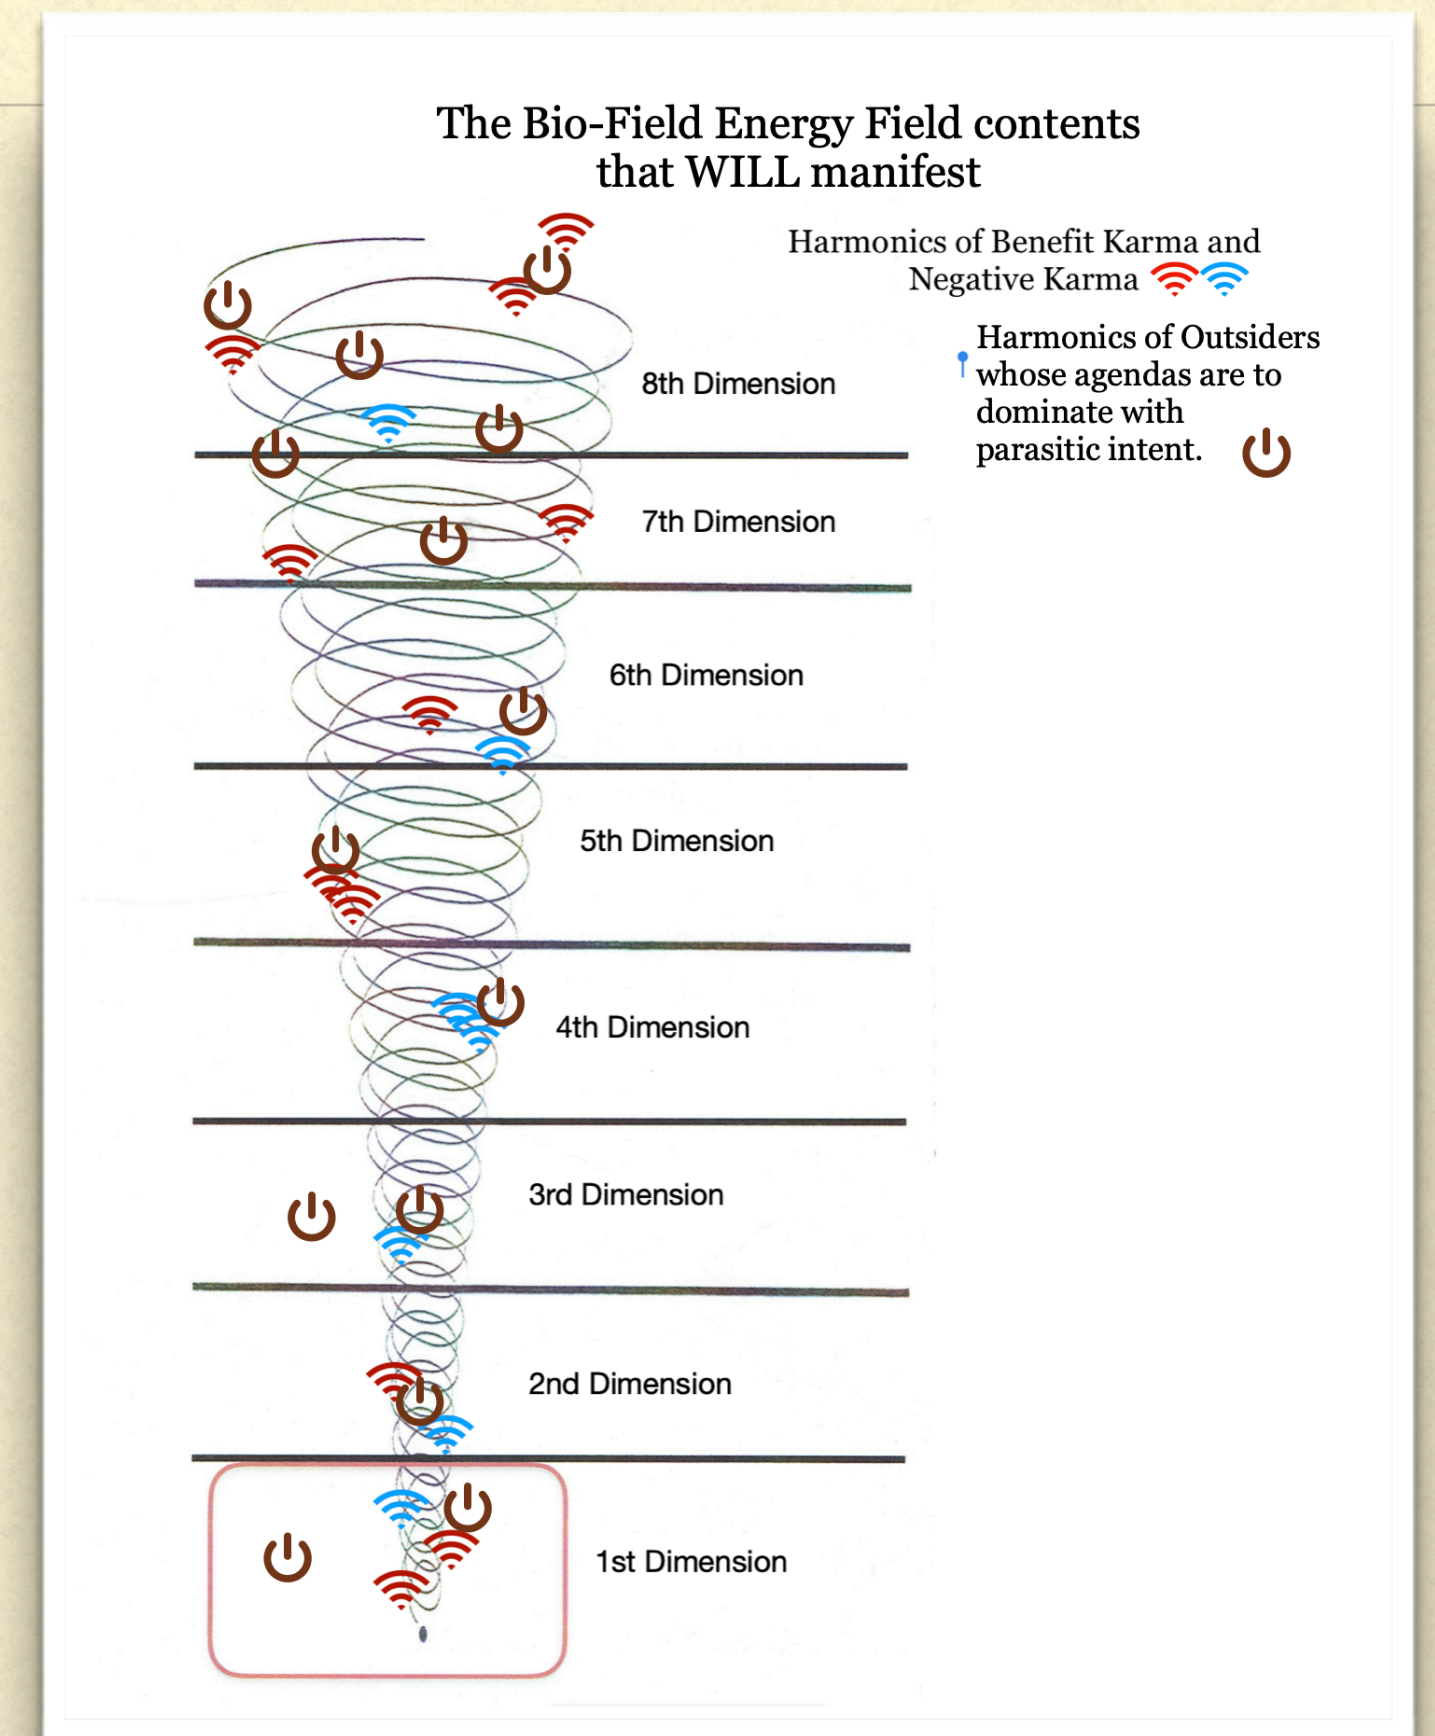 The Bio-Field Energy Field contents
that WILL manifest
Harmonics of Benefit Karma and
Negative Karma
Harmonics of Outsiders
whose agendas are to
dominate with
parasitic intent.
8th Dimension
7th Dimension
6th Dimension
5th Dimension
4th Dimension
3rd Dimension
2nd Dimension
1st Dimension